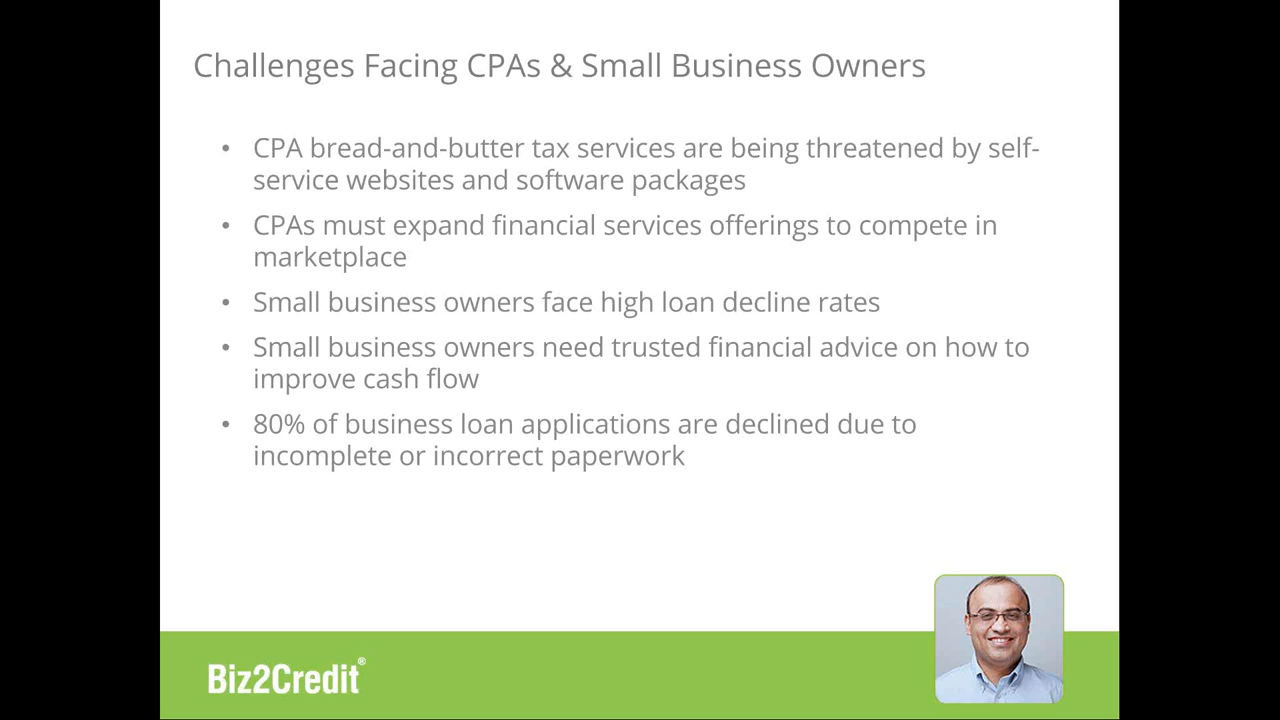 Challenges Facing CPAs & Small Business Owners
• CPA bread-and-butter tax services are being threatened by self-
service websites and software packages
• CPAs must expand financial services offerings to compete in
marketplace
• Small business owners face high loan decline rates
• Small business owners need trusted financial advice on how to
improve cash flow
• 80% of business loan applications are declined due to
incomplete or incorrect paperwork
Biz2Credit®